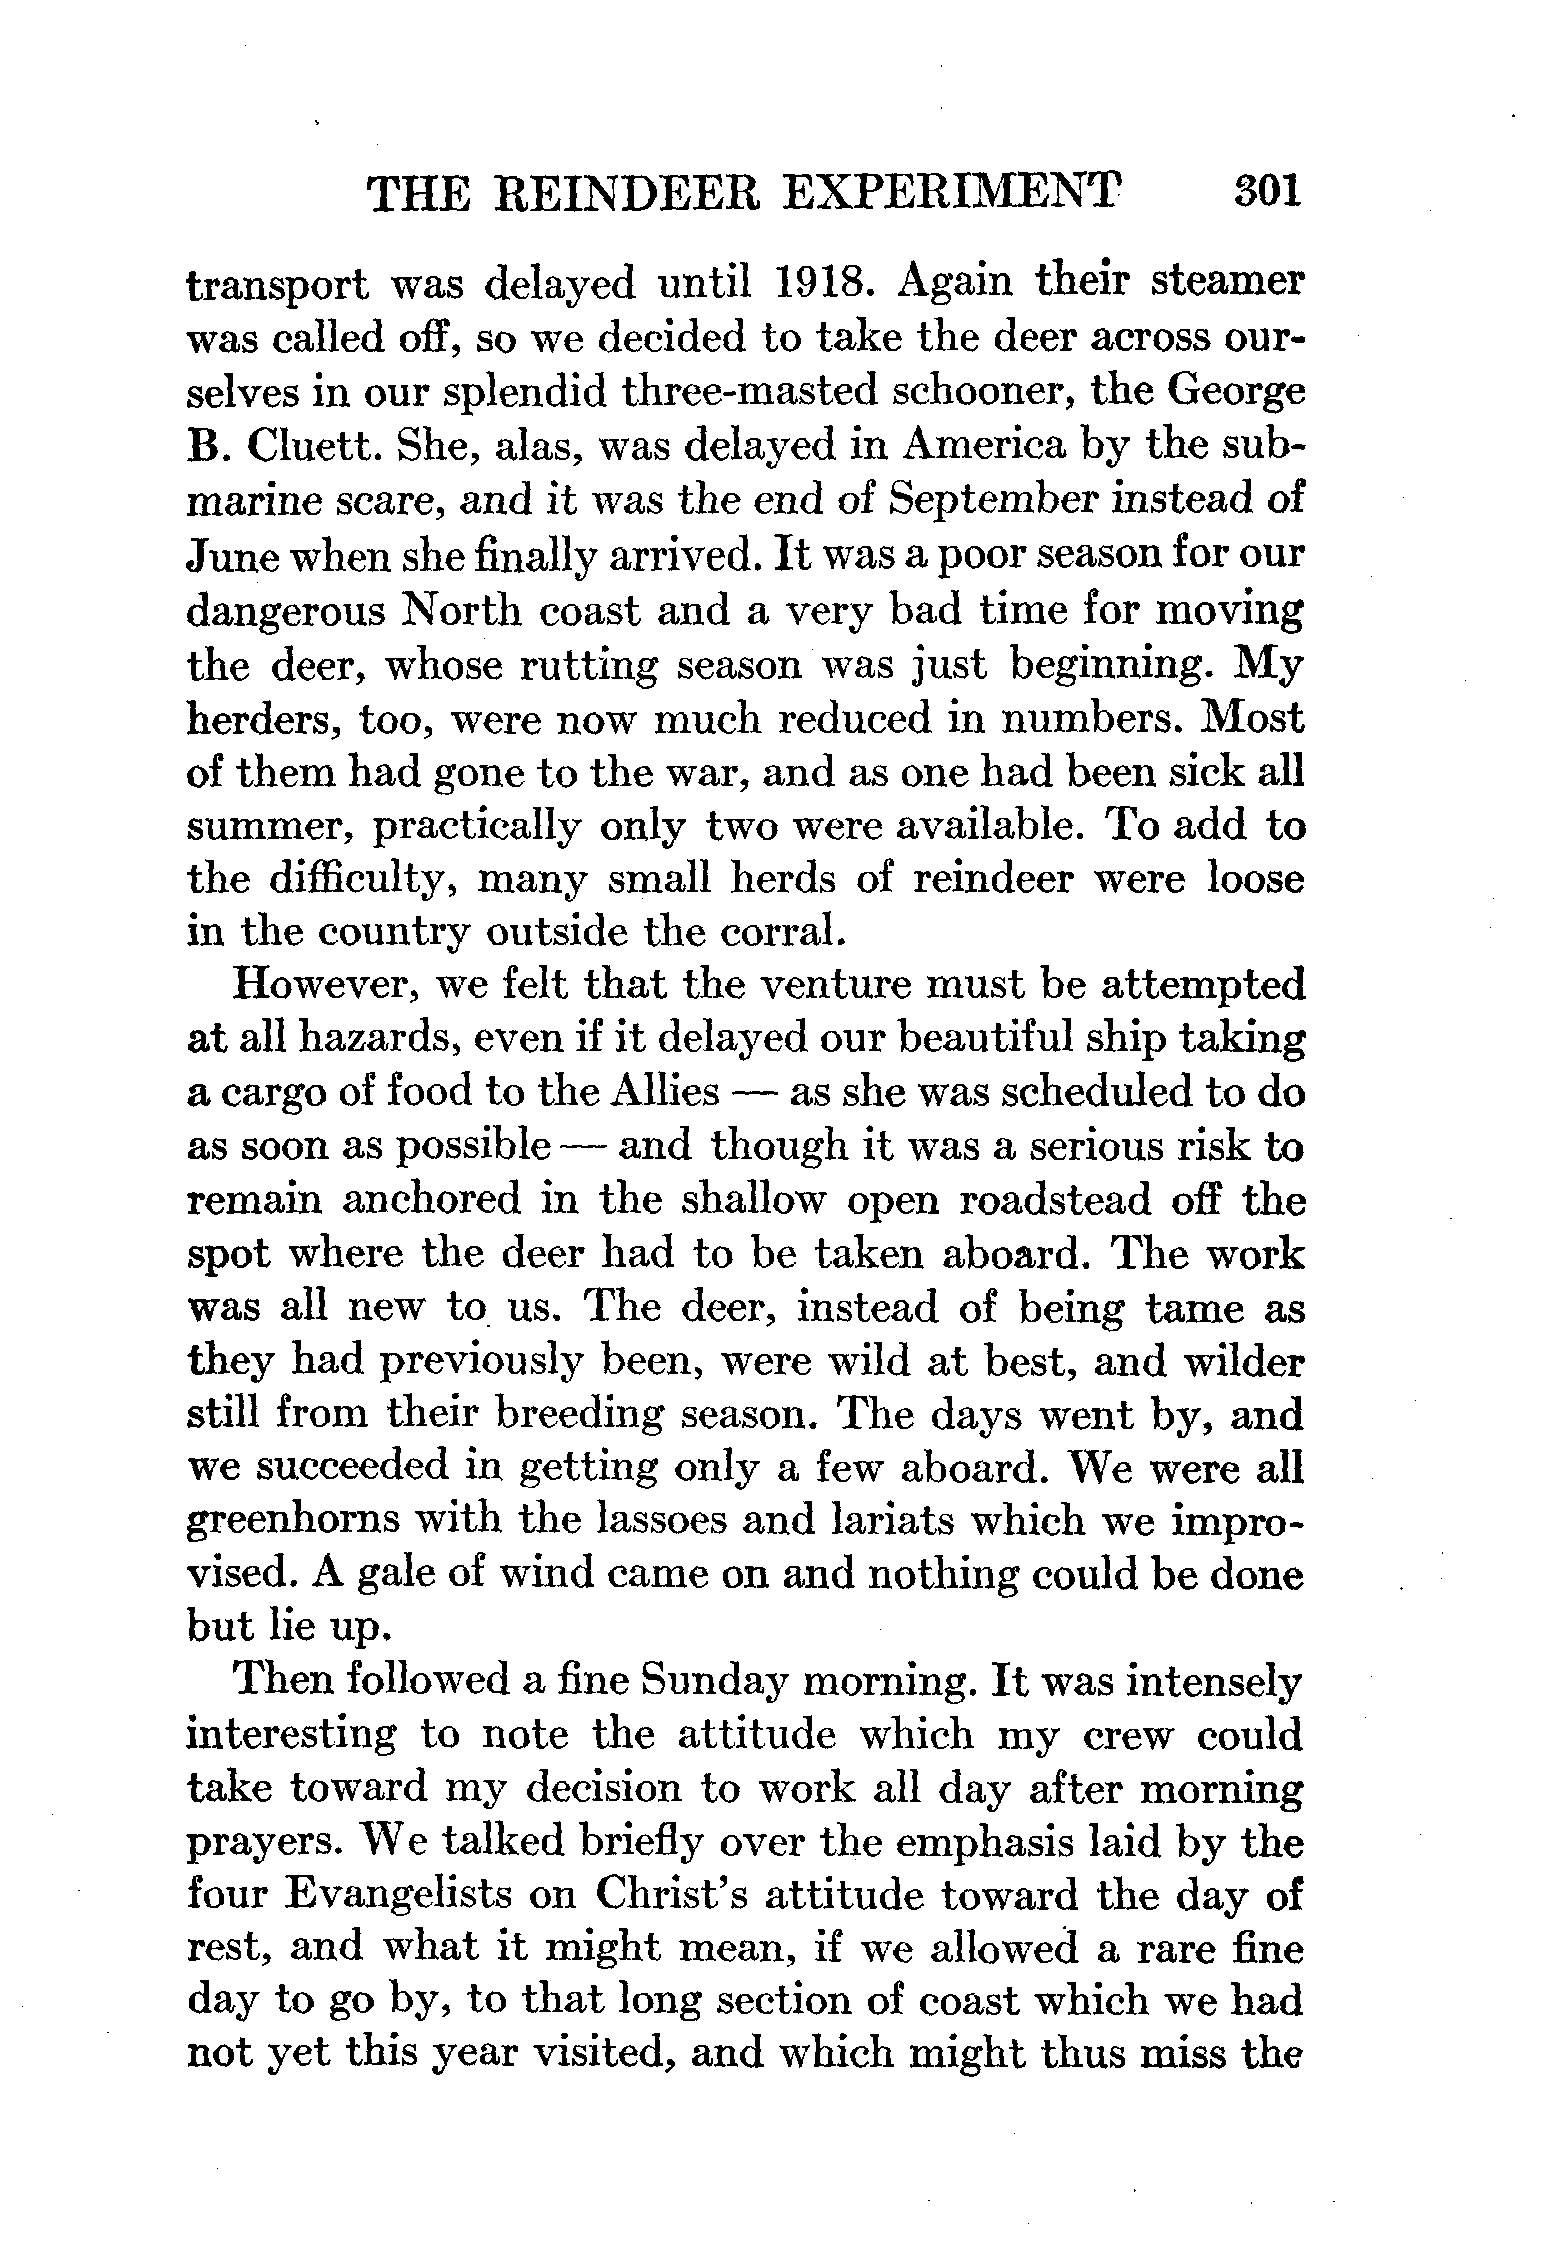 THE REINDEER EXPERIMENT 301
transport was delayed until 1918. Again their steamer
was called off, so we decided to take the deer across our-
selves in our splendid three-masted schooner, the George
B. Cluett. She, alas, was delayed in America by the sub-
marine scare, and it was the end of September instead of
June when she finally arrived. It was a poor season for our
dangerous North coast and a very bad time for moving
the deer, whose rutting season was just beginning. My
herders, too, were now much reduced in numbers. Most
of them had gone to the war, and as one had been sick all
summer, practically only two were available. To add to
the difficulty, many small herds of reindeer were loose
in the country outside the corral.
However, we felt that the venture must be attempted
at all hazards, even if it delayed our beautiful ship taking
a cargo of food to the Allies — as she was scheduled to do
as soon as possible — and though it was a serious risk to
remain anchored in the shallow open roadstead off the
spot where the deer had to be taken aboard. The work
was all new to us. The deer, instead of being tame as
they had previously been, were wild at best, and wilder
still from their breeding season. The days went by, and
we succeeded in getting only a few aboard. We were all
greenhorns with the lassoes and lariats which we impro-
vised. A gale of wind came on and nothing could be done
but lie up.
Then followed a fine Sunday morning. It was intensely
interesting to note the attitude which my crew could
take toward my decision to work all day after morning
prayers. We talked briefly over the emphasis laid by the
four Evangelists on Christ's attitude toward the day of
rest, and what it might mean, if we allowed a rare fine
day to go by, to that long section of coast which we had
not yet this year visited, and which might thus miss the